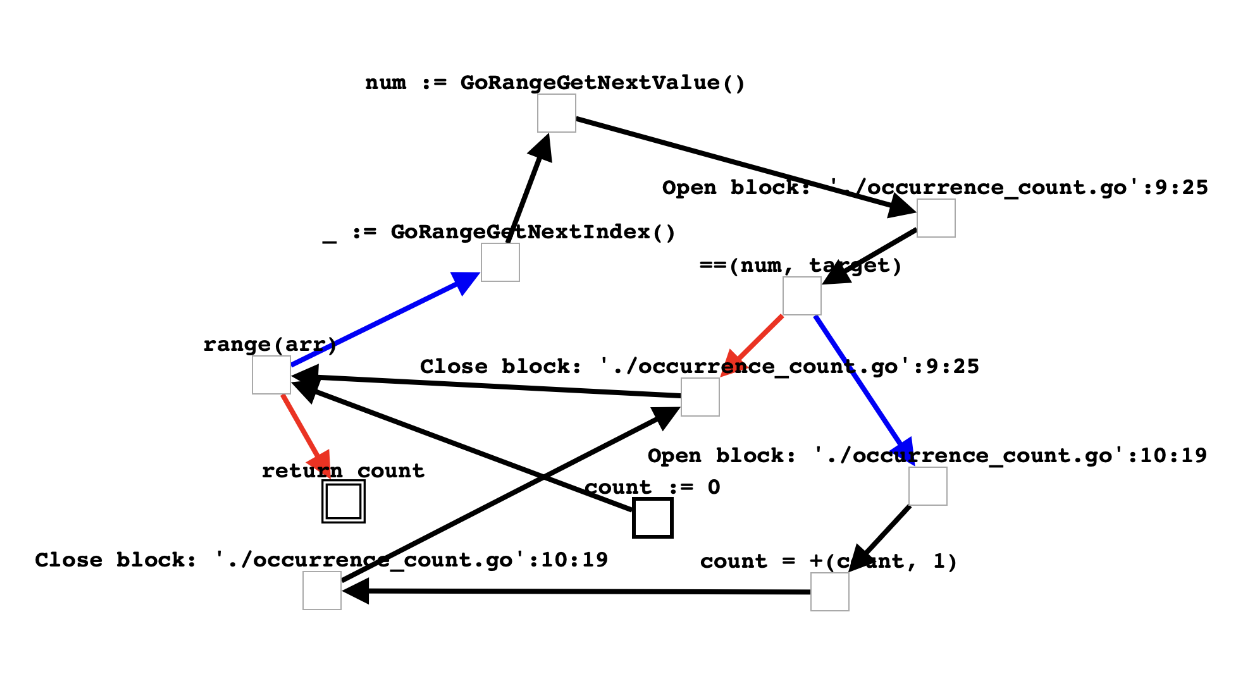 num := GoRangeGetNextValue()
Open block: './occurrence_count.go':9:25
_ := GoRangeGetNextIndex()
==(num, target)
range(arr)
Close block: './occurrence_count.go':9:25
Open block: './occurrence_count.go':10:19
return count
count := 0
Close block: './occurrence_count.go':10:19
count = +(count, 1)